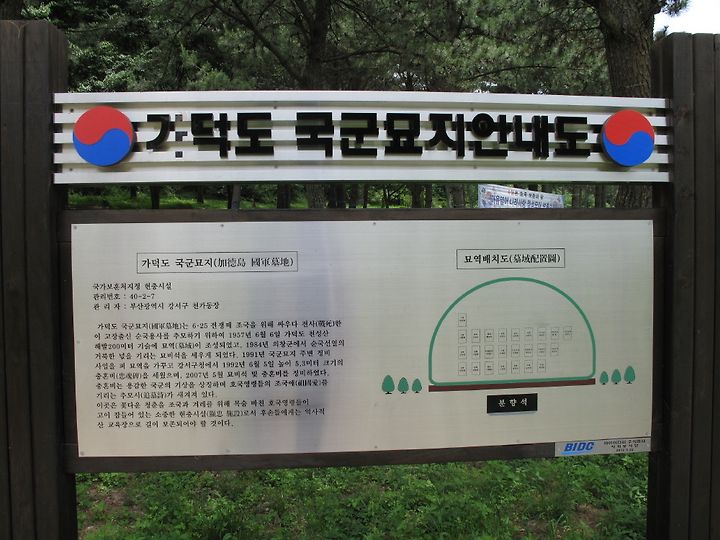 가덕도 국군묘지안내도
가덕도 국군묘지(加德島 國軍墓地)
국가보훈처지정 현충시설
관리번호 : 40-2-7
관 리 자 : 부산광역시 강서구 천가동장
가덕도 국군묘지(國軍墓地)는 6·25 전쟁때 조국을 위해 싸우다 전사(戰死)한
이 고장출신 순국용사를 추모하기 위하여 1957년 6월 6일 가덕도 천성산
해발200미터 기슭에 묘역(墓域)이 조성되었고, 1984년 의창군에서 순국선열의
거룩한 넋을 기리는 묘비석을 세우게 되었다. 1991년 국군묘지 주변 정비
사업을 펴 묘역을 가꾸고 강서구청에서 1992년 6월 5일 높이 5.3미터 크기의
충혼비(忠魂碑)을 세웠으며, 2007년 5월 묘비석 및 충혼비를 정비하였다.
충혼비는 용감한 국군의 기상을 상징하며 호국영령들의 조국애(祖國愛)를
기리는 추모시(追慕詩)가 새겨져 있다.
이곳은 꽃다운 청춘을 조국과 겨레를 위해 목숨 바친 호국영령들이
고이 잠들어 있는 소중한 현충시설(顯忠 施設)로서 후손들에게는 역사적
산 교육장으로 길이 보존되어야 할 것이다.
묘역배치도(墓域配置圖)
분향석
BIDC